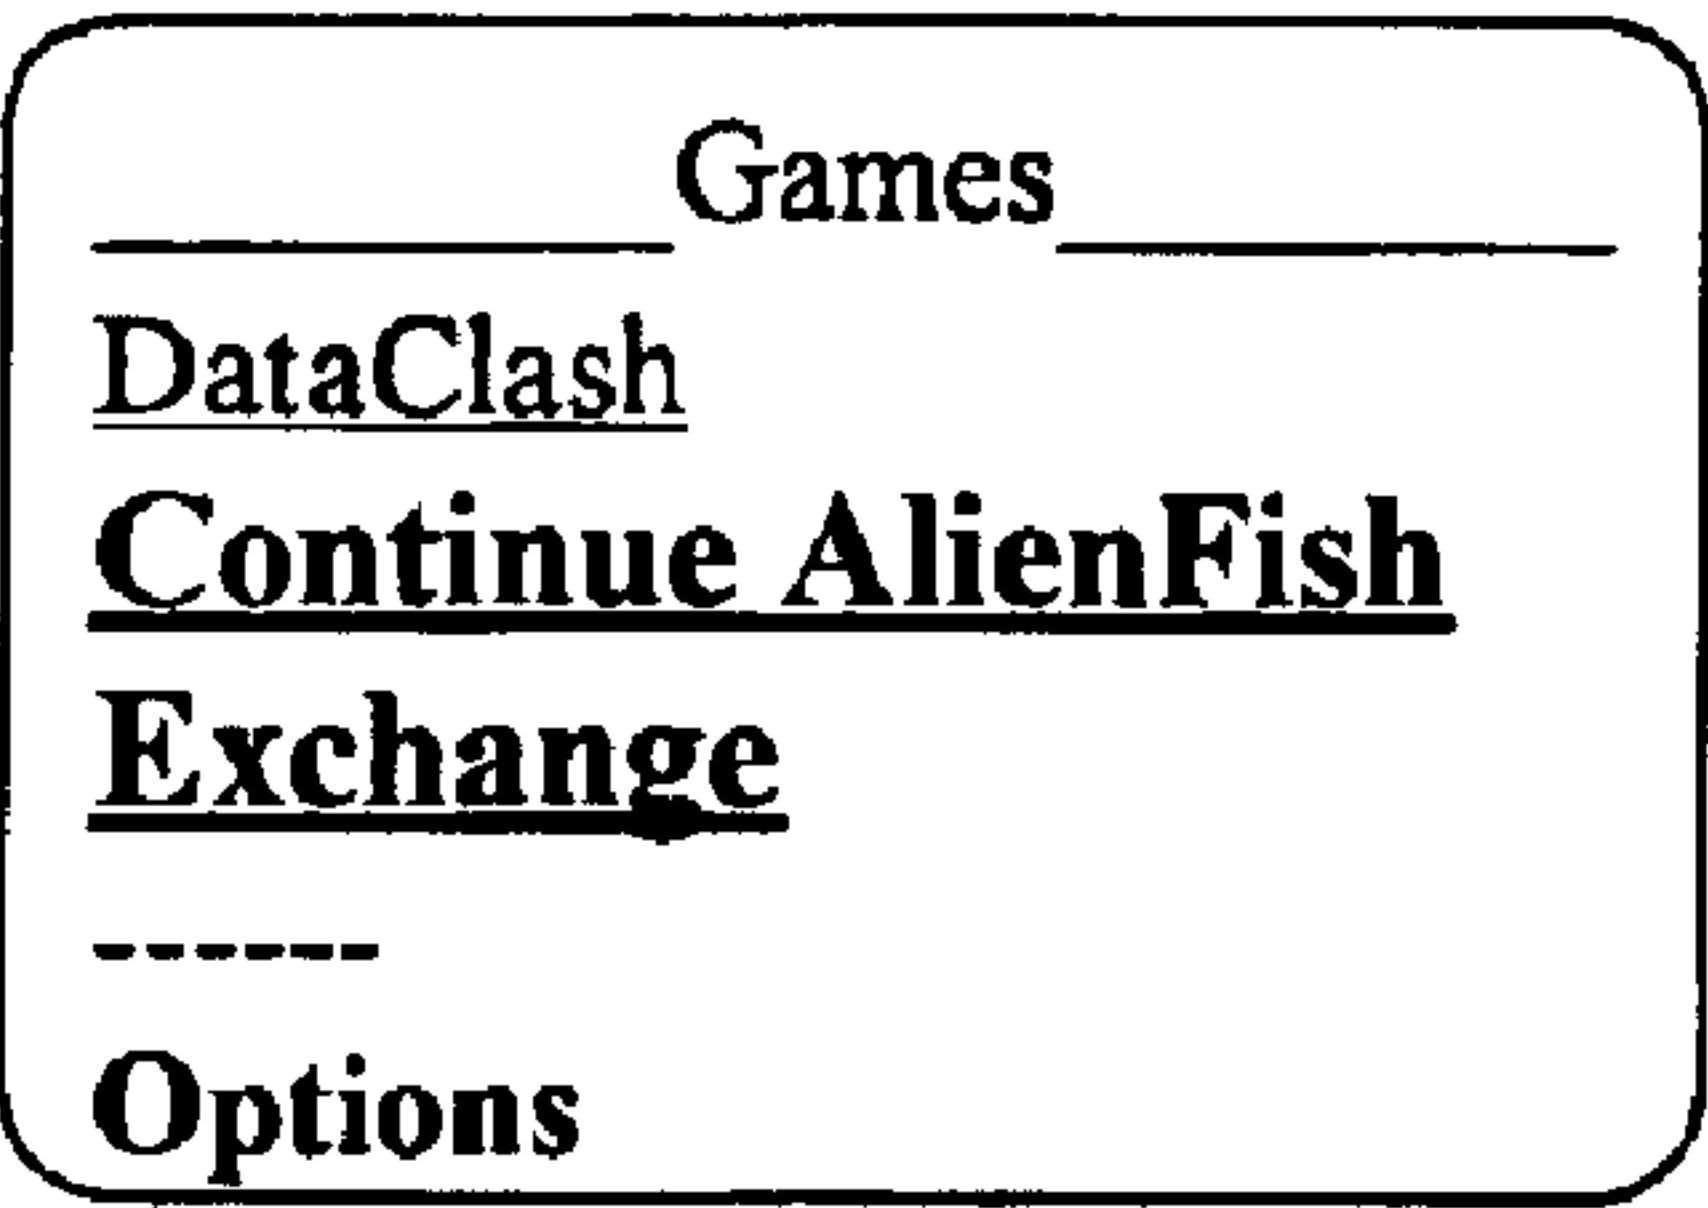 Games
DataClash
Continue AlienFish
Exchange
------
Options